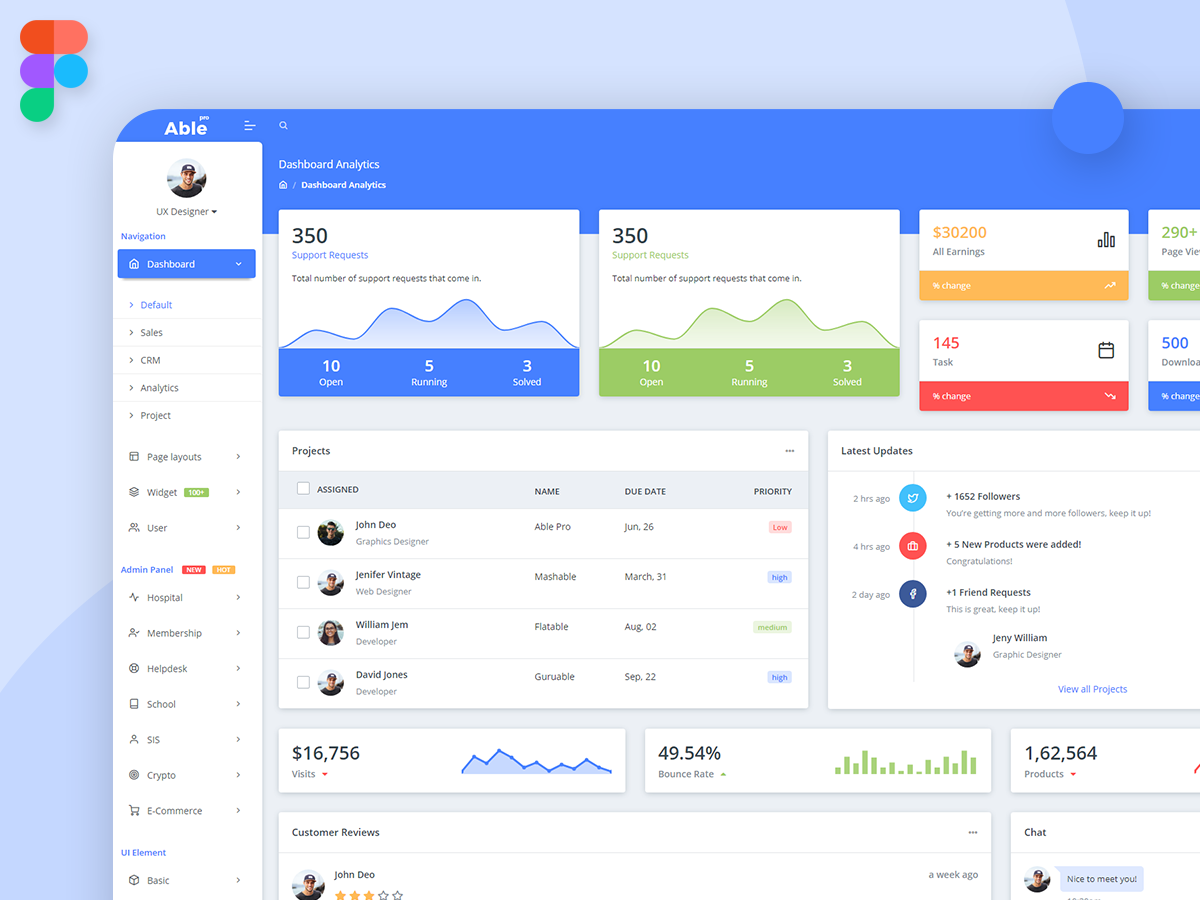 Able pro
UX Designer
Navigation
Dashboard
Default
Sales
CRM
Analytics
Project
Page layouts
Widget 100+
User
Admin Panel NEW HOT
Hospital
Membership
Helpdesk
School
SIS
Crypto
E-Commerce
UI Element
Basic
Dashboard Analytics
/ Dashboard Analytics
350
Support Requests
Total number of support requests that come in.
10 5 3
Open Running Solved
350
Support Requests
Total number of support requests that come in.
10 5 3
Open Running Solved
$30200
All Earnings
% change
290+
Page
% change
145
Task
% change
500
% change
Projects
ASSIGNED NAME DUE DATE PRIORITY
John Deo
Graphics Designer
Able Pro Jun, 26 Low
Jenifer Vintage
Web Designer
Mashable March, 31 high
William Jem
Developer
Flatable Aug, 02 medium
David Jones
Developer
Guruable Sep, 22 high
Latest Updates
2 hrs ago + 1652 Followers
You're getting more and more followers, keep it up!
4 hrs ago + 5 New Products were added!
Congratulations!
2 day ago +1 Friend Requests
This is great, keep it up!
Jeny William
Graphic Designer
View all Projects
$16,756
Visits
49.54%
Bounce Rate
1,62,564
Products
Customer Reviews
John Deo a week ago
Chat
Nice to meet you!